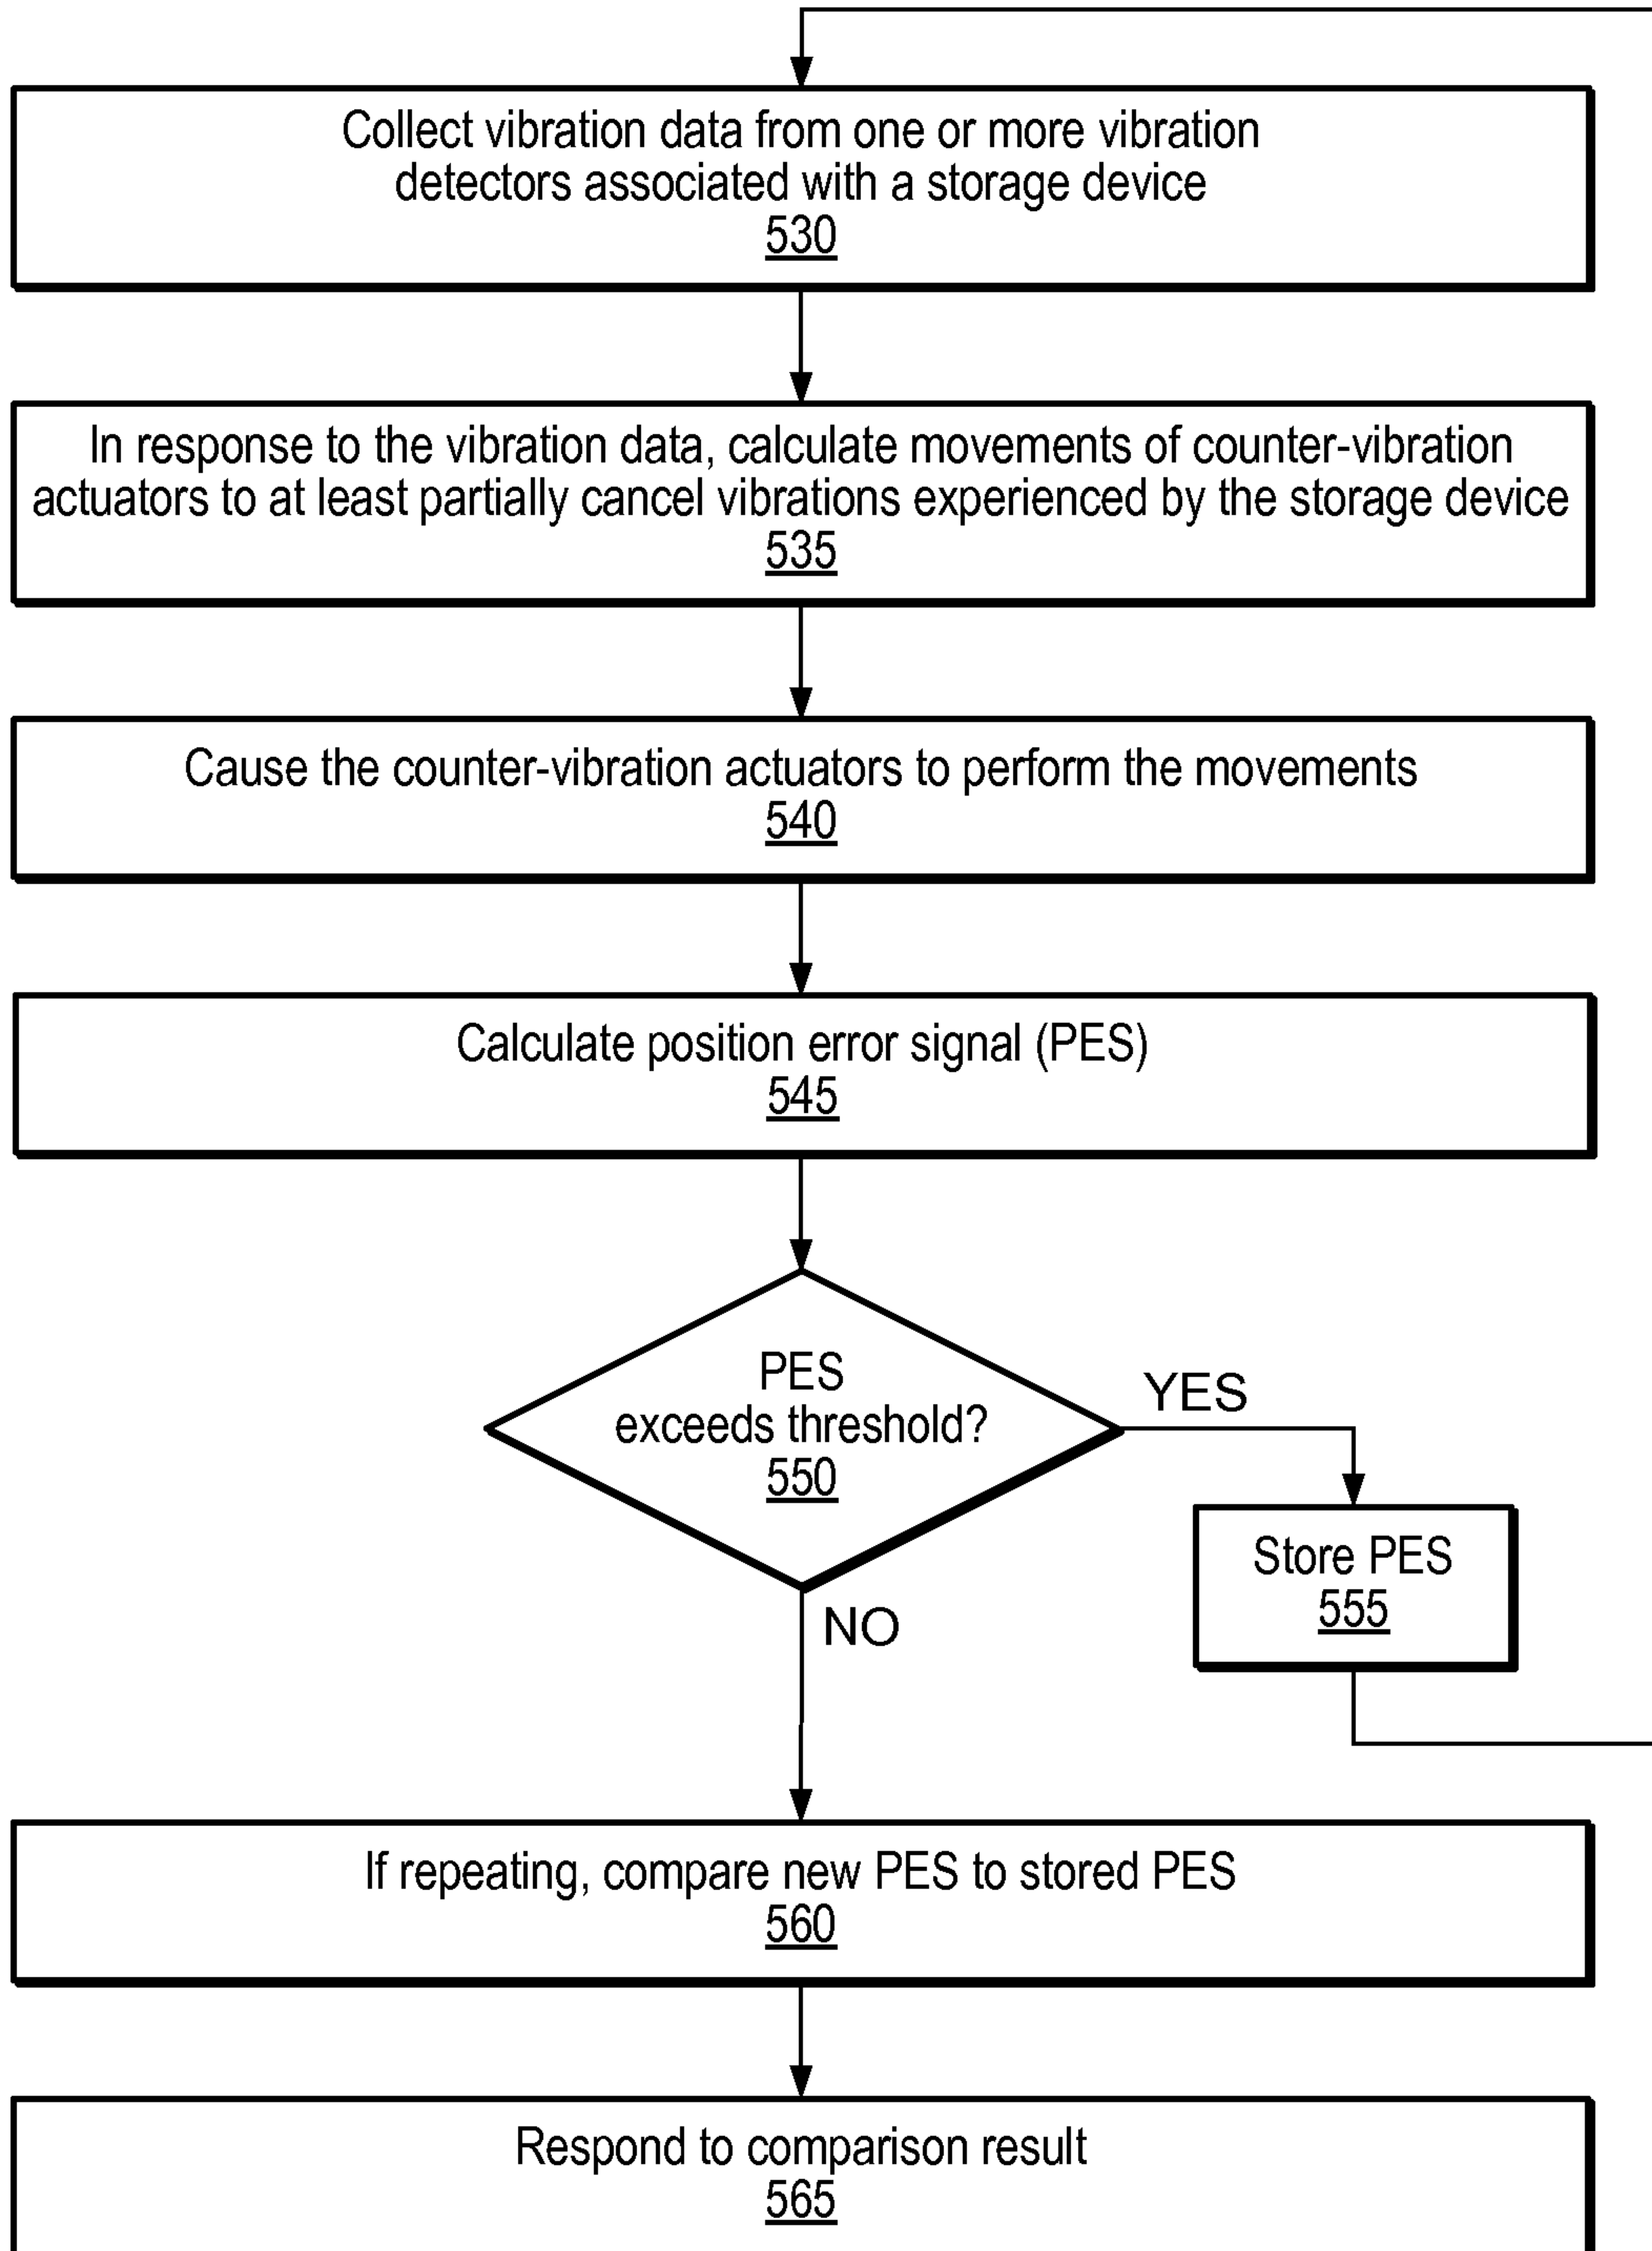 Collect vibration data from one or more vibration
detectors associated with a storage device
530
In response to the vibration data, calculate movements of counter-vibration
actuators to at least partially cancel vibrations experienced by the storage device
535
Cause the counter-vibration actuators to perform the movements
540
Calculate position error signal (PES)
545
PES
exceeds threshold?
550
YES
Store PES
555
NO
If repeating, compare new PES to stored PES
560
Respond to comparison result
565